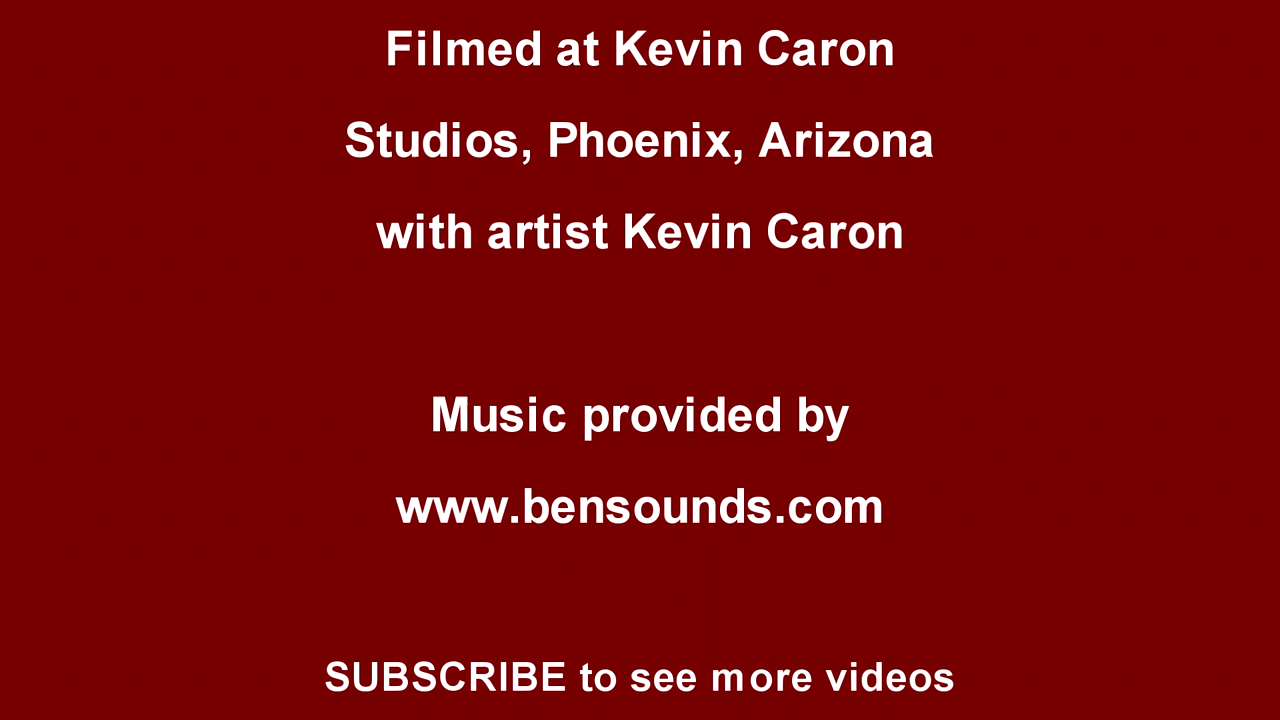 Filmed at Kevin Caron
Studios, Phoenix, Arizona
with artist Kevin Caron
Music provided by
www.bensounds.com
SUBSCRIBE to see more videos